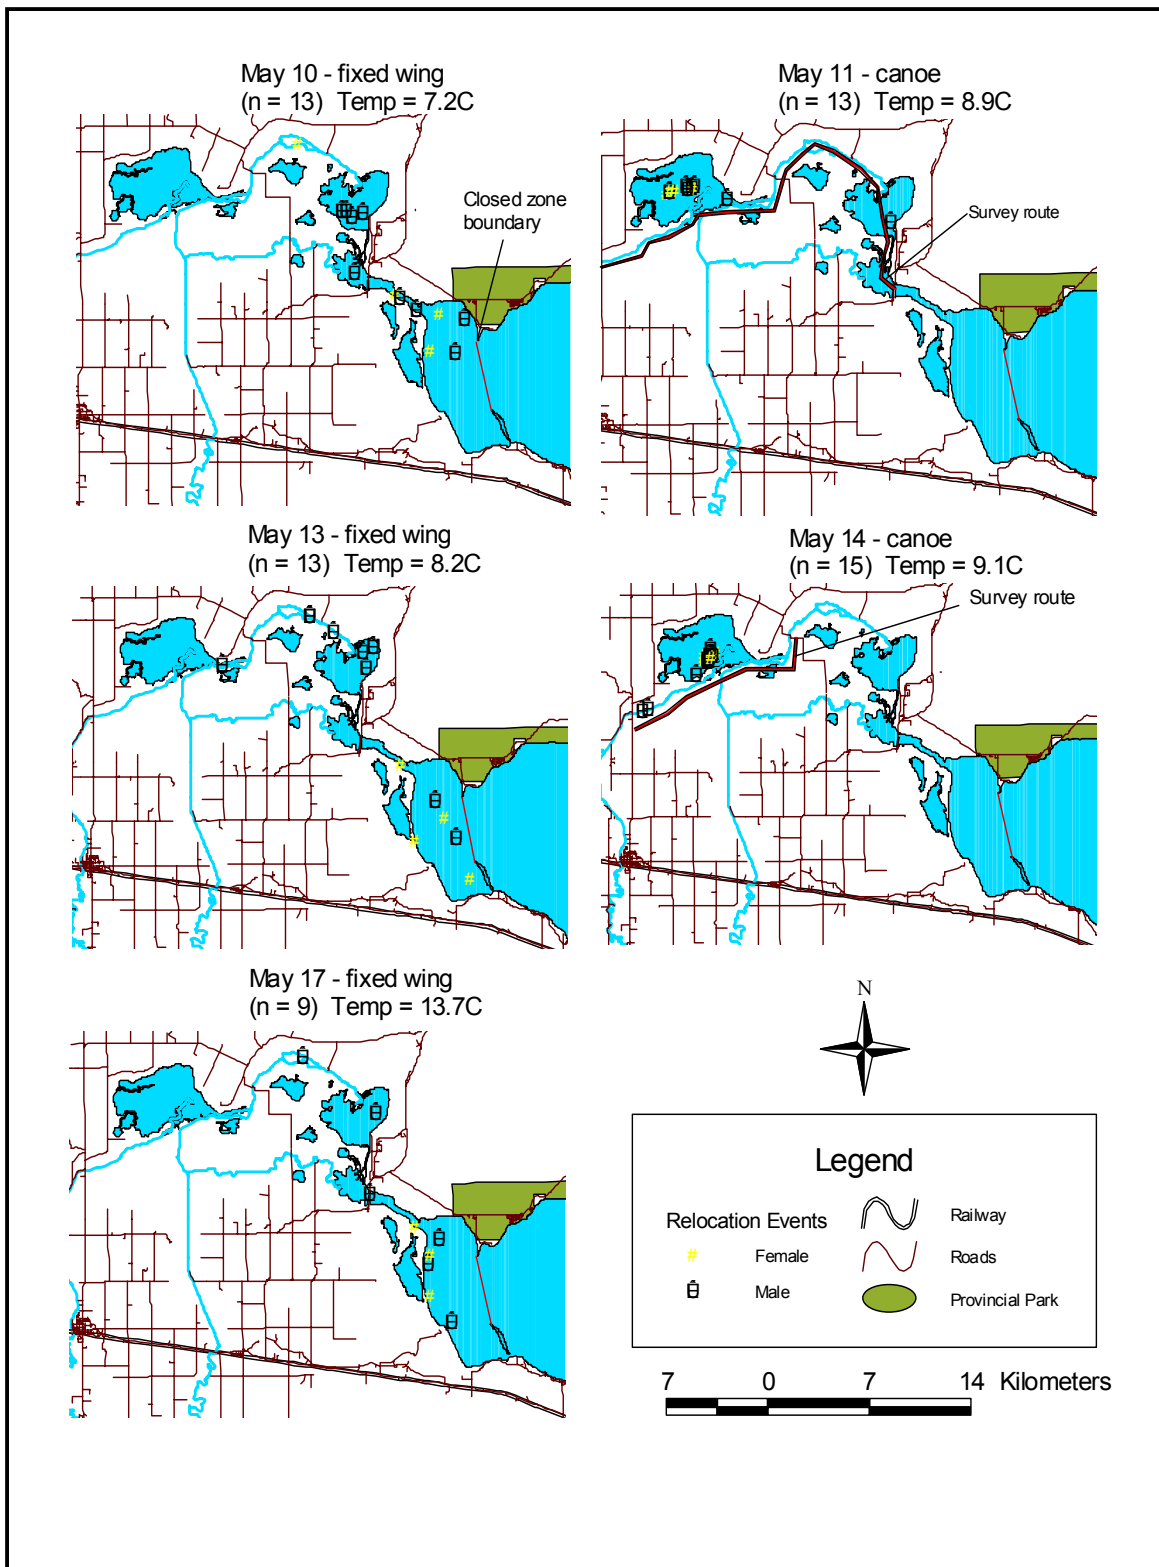 May 10 - fixed wing
(n = 13) Temp = 7.2C
May 11 - canoe
(n = 13) Temp = 8.9C
Closed zone
boundary
Survey route
May 13 - fixed wing
(n = 13) Temp = 8.2C
May 14 - canoe
(n = 15) Temp = 9.1C
Survey route
May 17 - fixed wing
(n = 9) Temp = 13.7C
N
Legend
Relocation Events
# Female
Male
Railway
Roads
Provincial Park
7 0 7 14 Kilometers